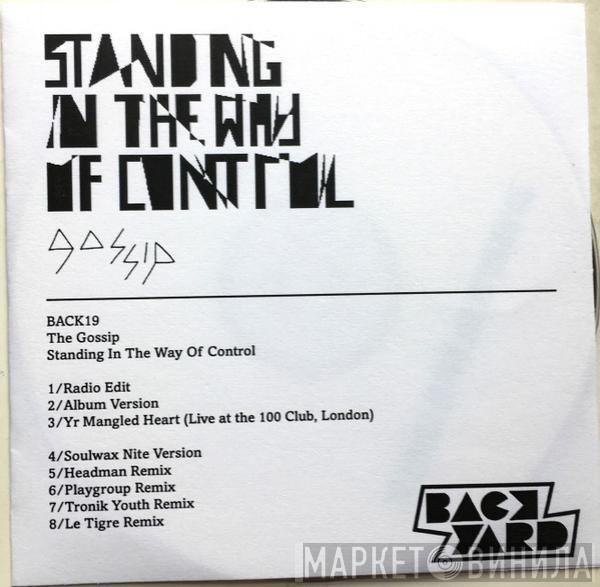 STANDING
IN THE WAY
OF CONTROL
gossip
BACK19
The Gossip
Standing In The Way Of Control
1/Radio Edit
2/Album Version
3/Yr Mangled Heart (Live at the 100 Club, London)
4/Soulwax Nite Version
5/Headman Remix
6/Playgroup Remix
7/Tronik Youth Remix
8/Le Tigre Remix
BACK
YARD
МАРКЕТ ВИНИЛА